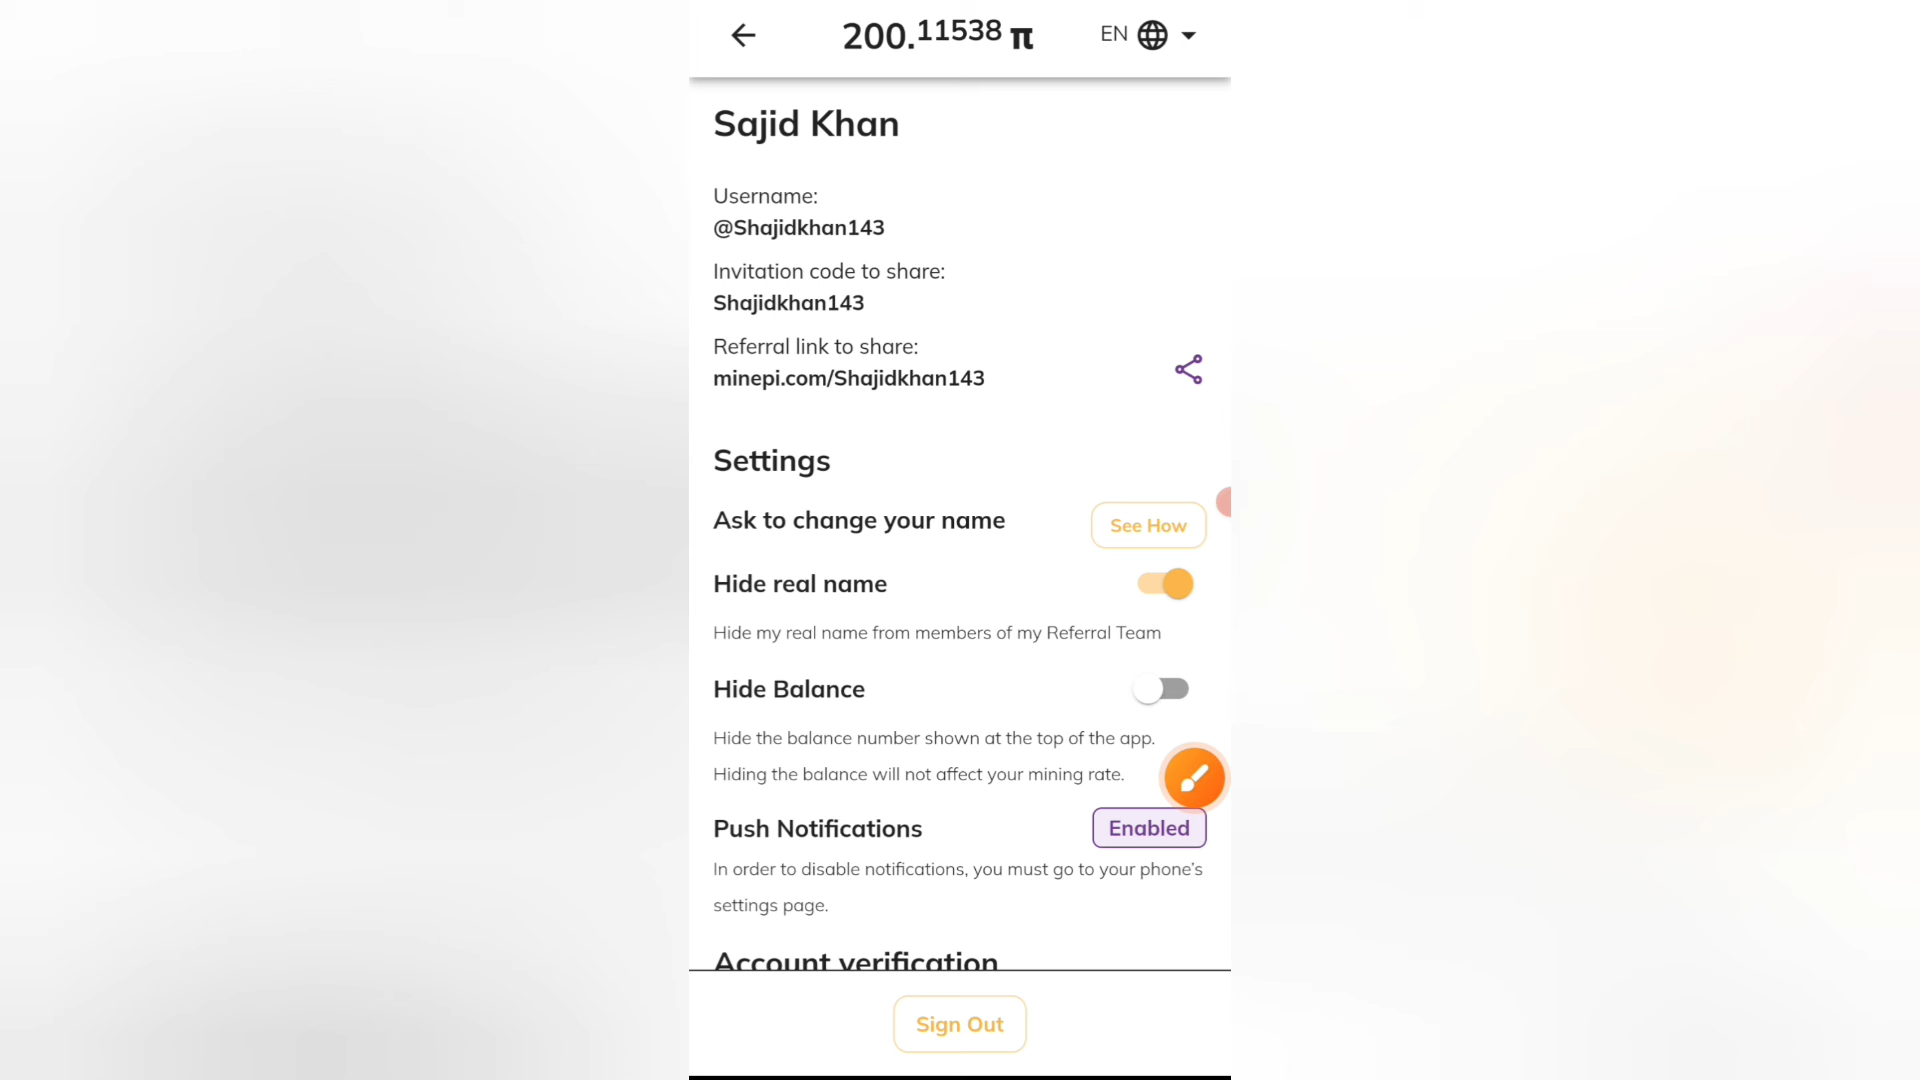 200.11538 π
EN
Sajid Khan
Username:
@Shajidkhan143
Invitation code to share:
Shajidkhan143
Referral link to share:
minepi.com/Shajidkhan143
Settings
Ask to change your name
See How
Hide real name
Hide my real name from members of my Referral Team
Hide Balance
Hide the balance number shown at the top of the app.
Hiding the balance will not affect your mining rate.
Push Notifications
Enabled
In order to disable notifications, you must go to your phone's
settings page.
Account verification
Sign Out